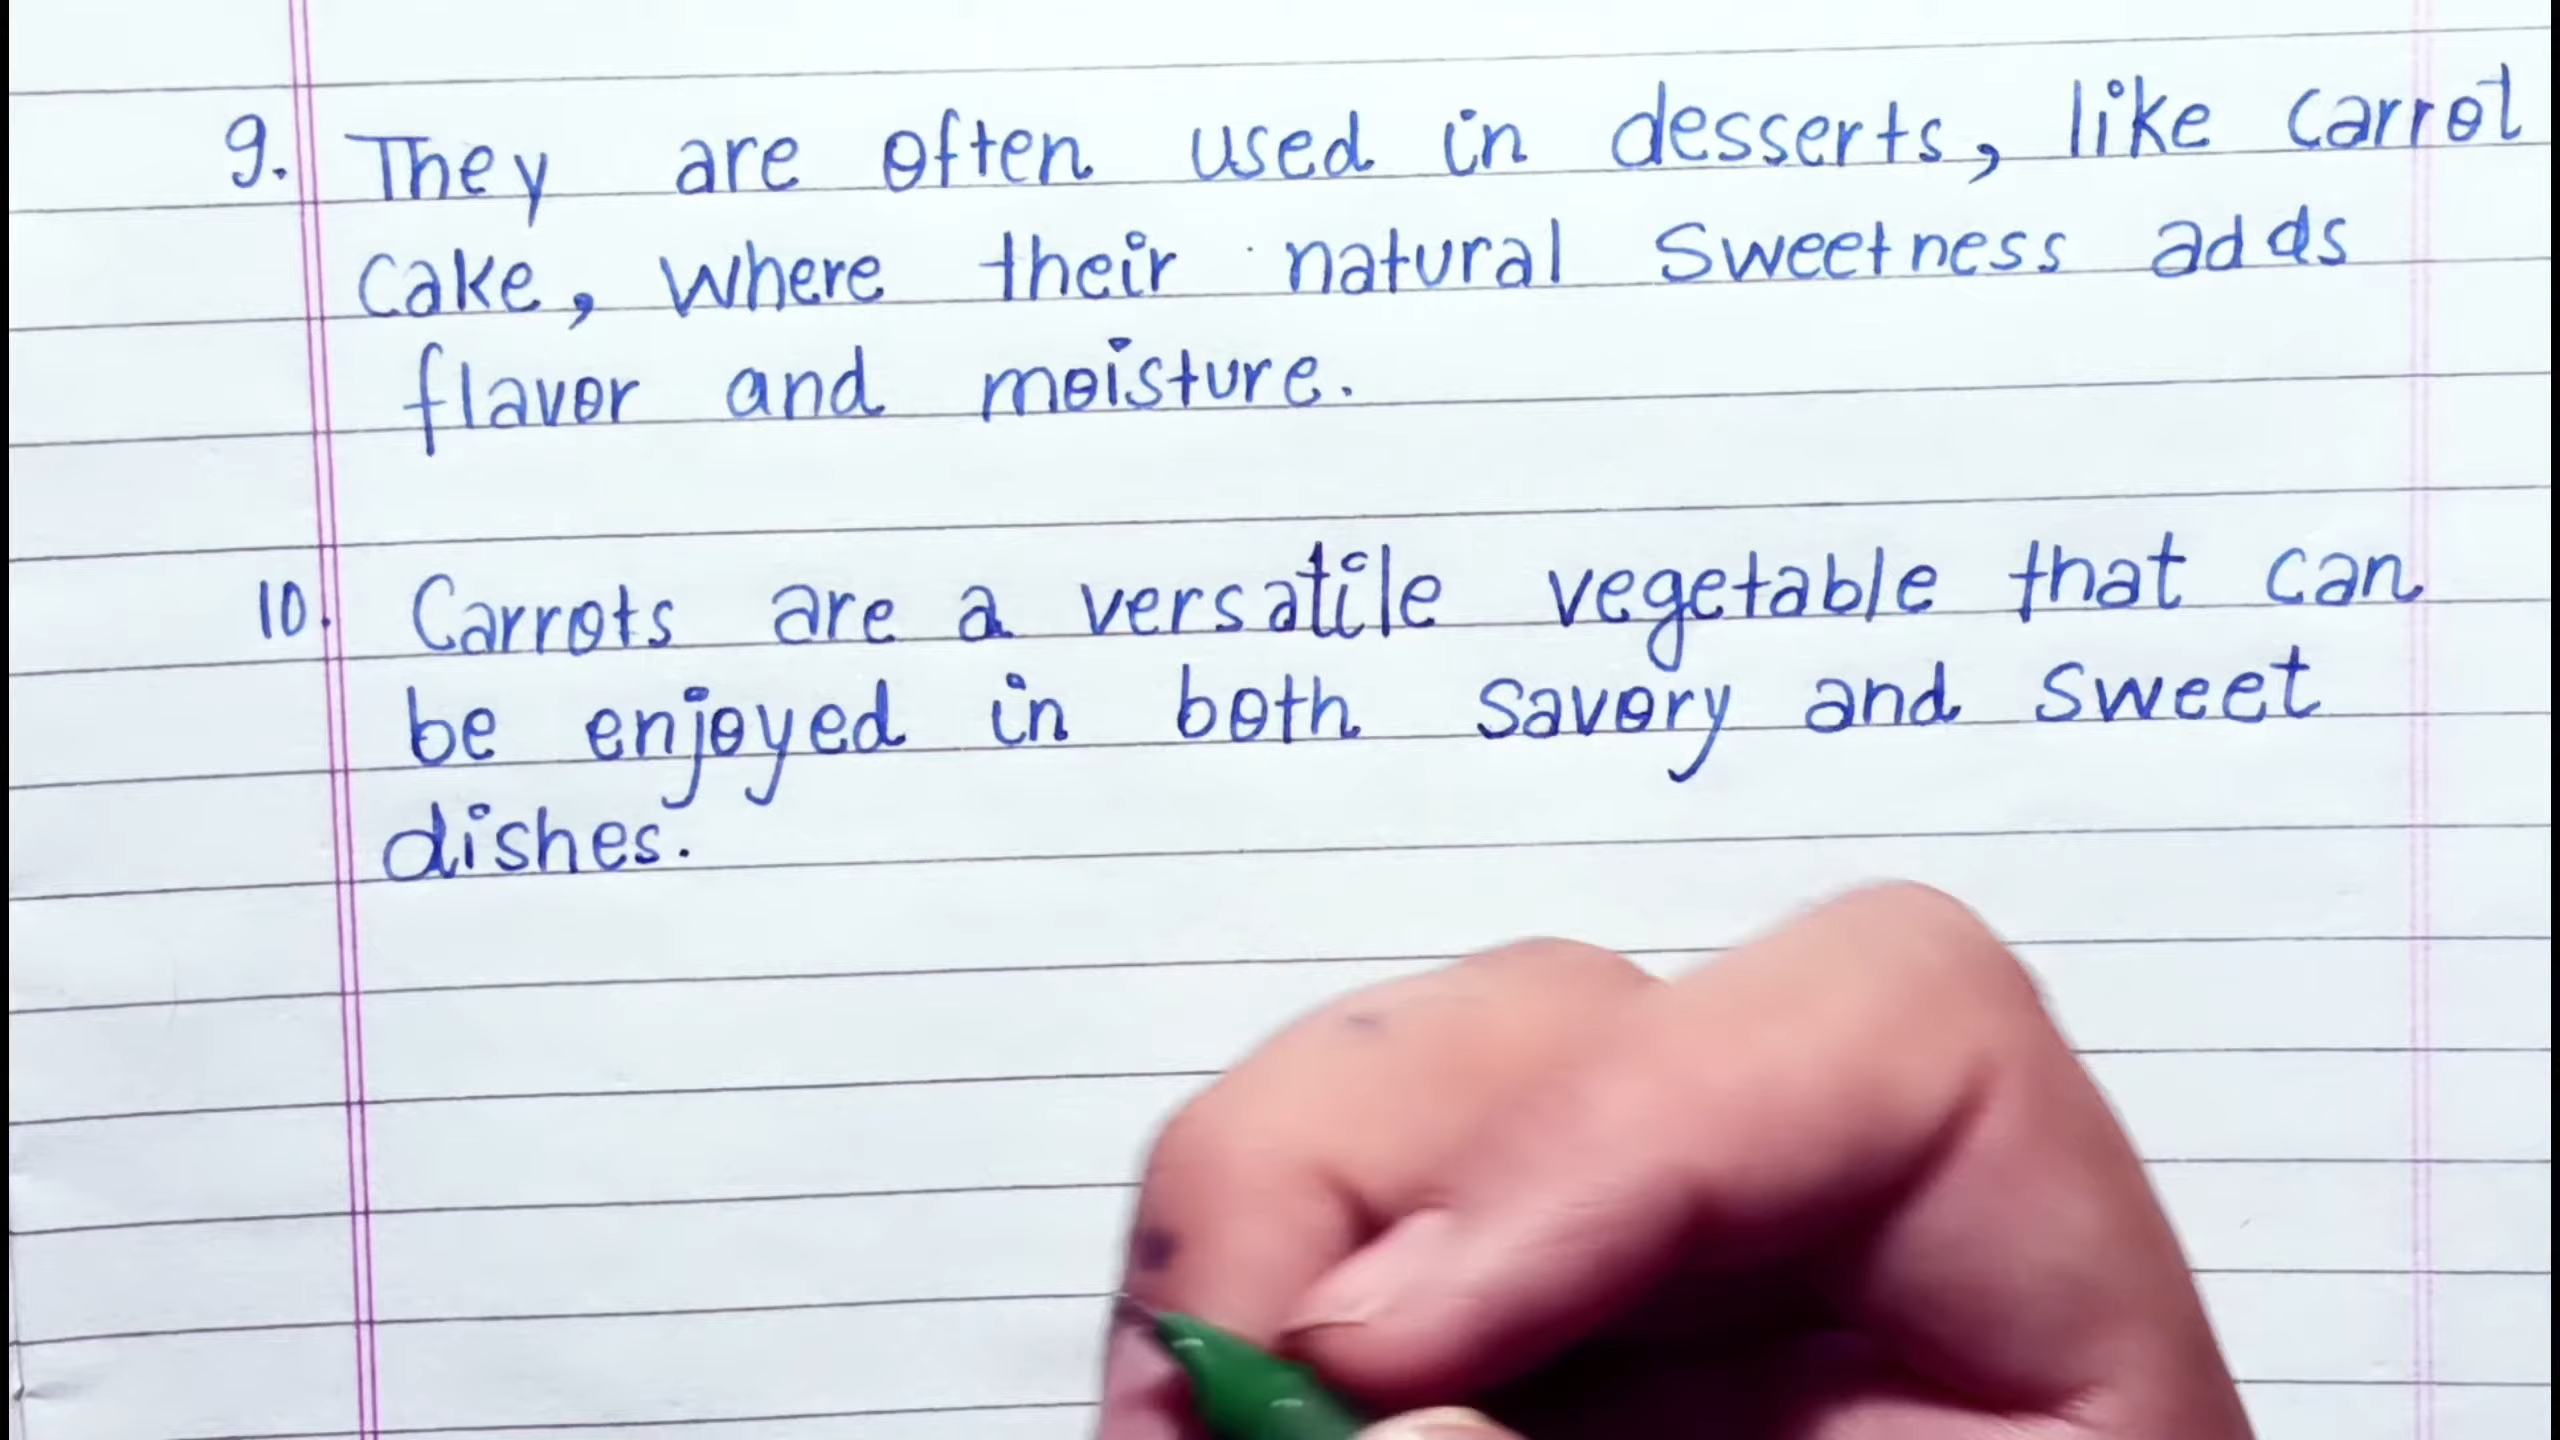 9. They are often used in desserts, like carrot
cake, where their natural sweetness adds
flavor and moisture.
10. Carrots are a versatile vegetable that can
be enjoyed in both savory and sweet
dishes.